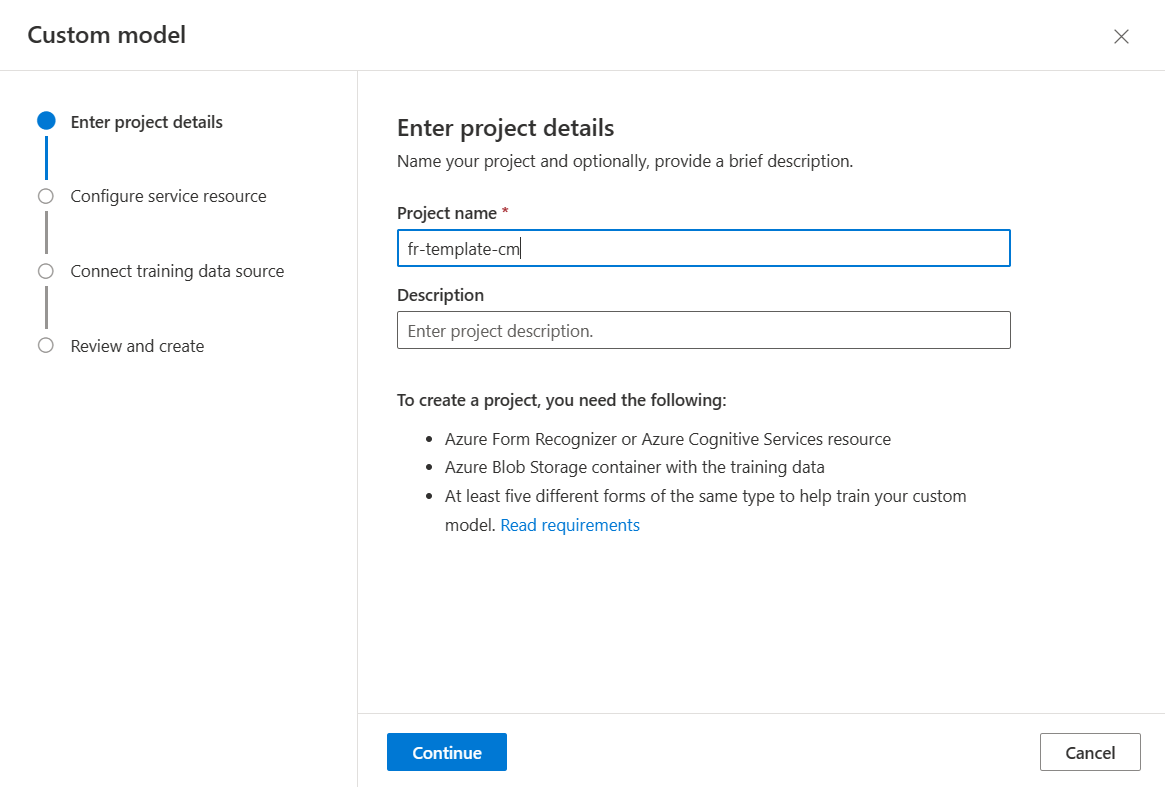 Custom model
Enter project details
Configure service resource
Connect training data source
Review and create
Enter project details
Name your project and optionally, provide a brief description.
Project name *
fr-template-cm
Description
Enter project description.
To create a project, you need the following:
• Azure Form Recognizer or Azure Cognitive Services resource
• Azure Blob Storage container with the training data
• At least five different forms of the same type to help train your custom
model. Read requirements
Continue
Cancel